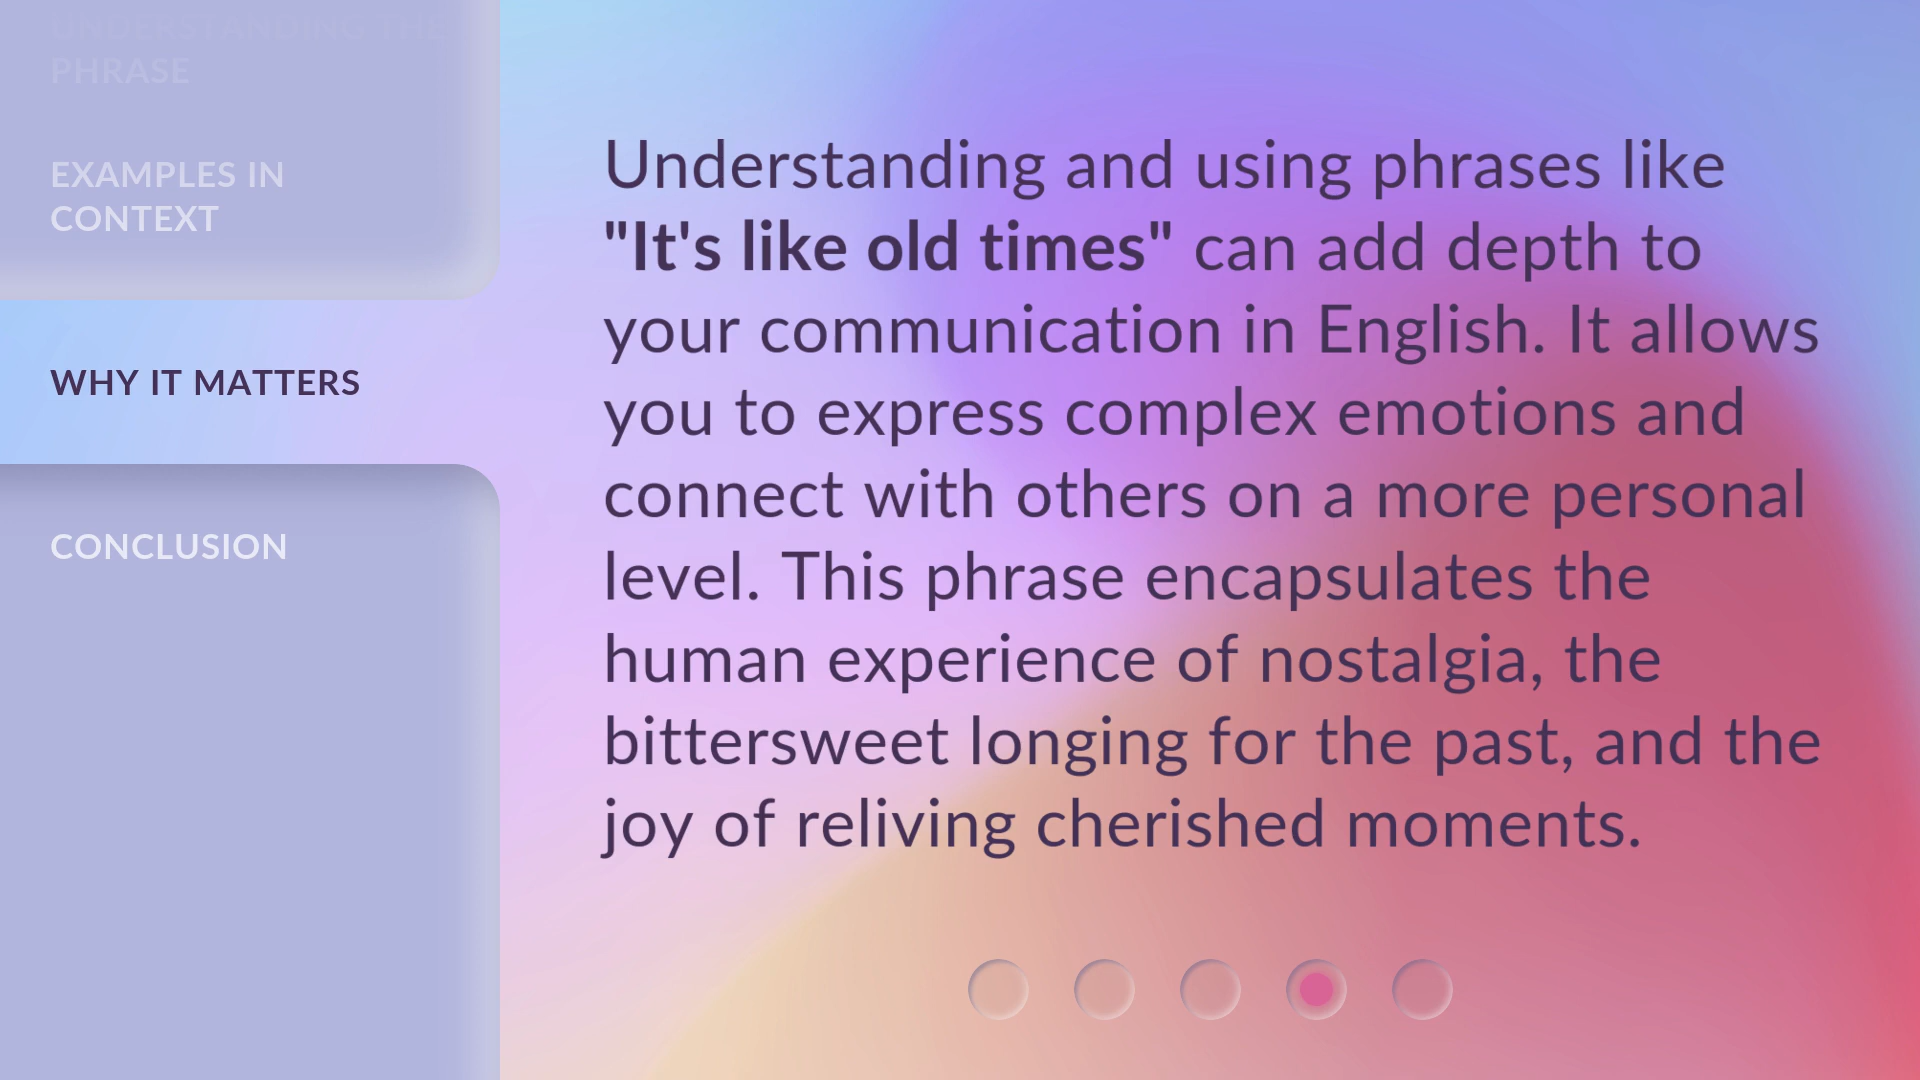 UNDERSTANDING THE
PHRASE
EXAMPLES IN
CONTEXT
WHY IT MATTERS
CONCLUSION
Understanding and using phrases like
"It's like old times" can add depth to
your communication in English. It allows
you to express complex emotions and
connect with others on a more personal
level. This phrase encapsulates the
human experience of nostalgia, the
bittersweet longing for the past, and the
joy of reliving cherished moments.